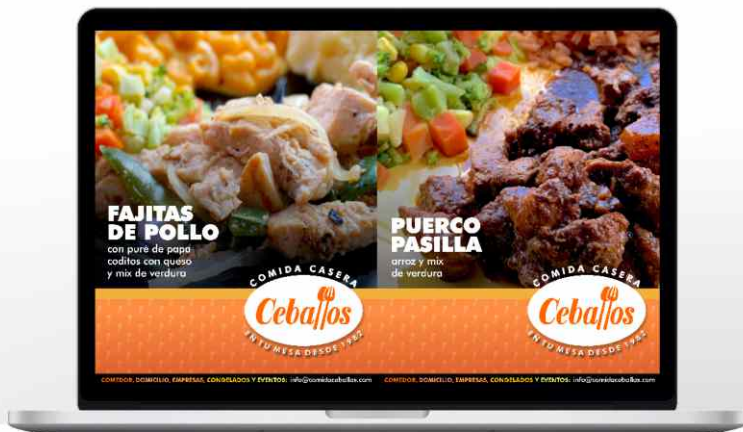 FAJITAS
DE POLLO
con puré de papa
coditos con queso
y mix de verdura
COMIDA CASERA
Ceballos
EN TU MESA DESDE 1982
COMEDOR, DOMICILIO, EMPRESAS, CONGELADOS Y EVENTOS: info@comidaceballos.com
PUERCO
PASILLA
arroz y mix
de verdura
COMIDA CASERA
Ceballos
EN TU MESA DESDE 1982
COMEDOR, DOMICILIO, EMPRESAS, CONGELADOS Y EVENTOS: info@comidaceballos.com